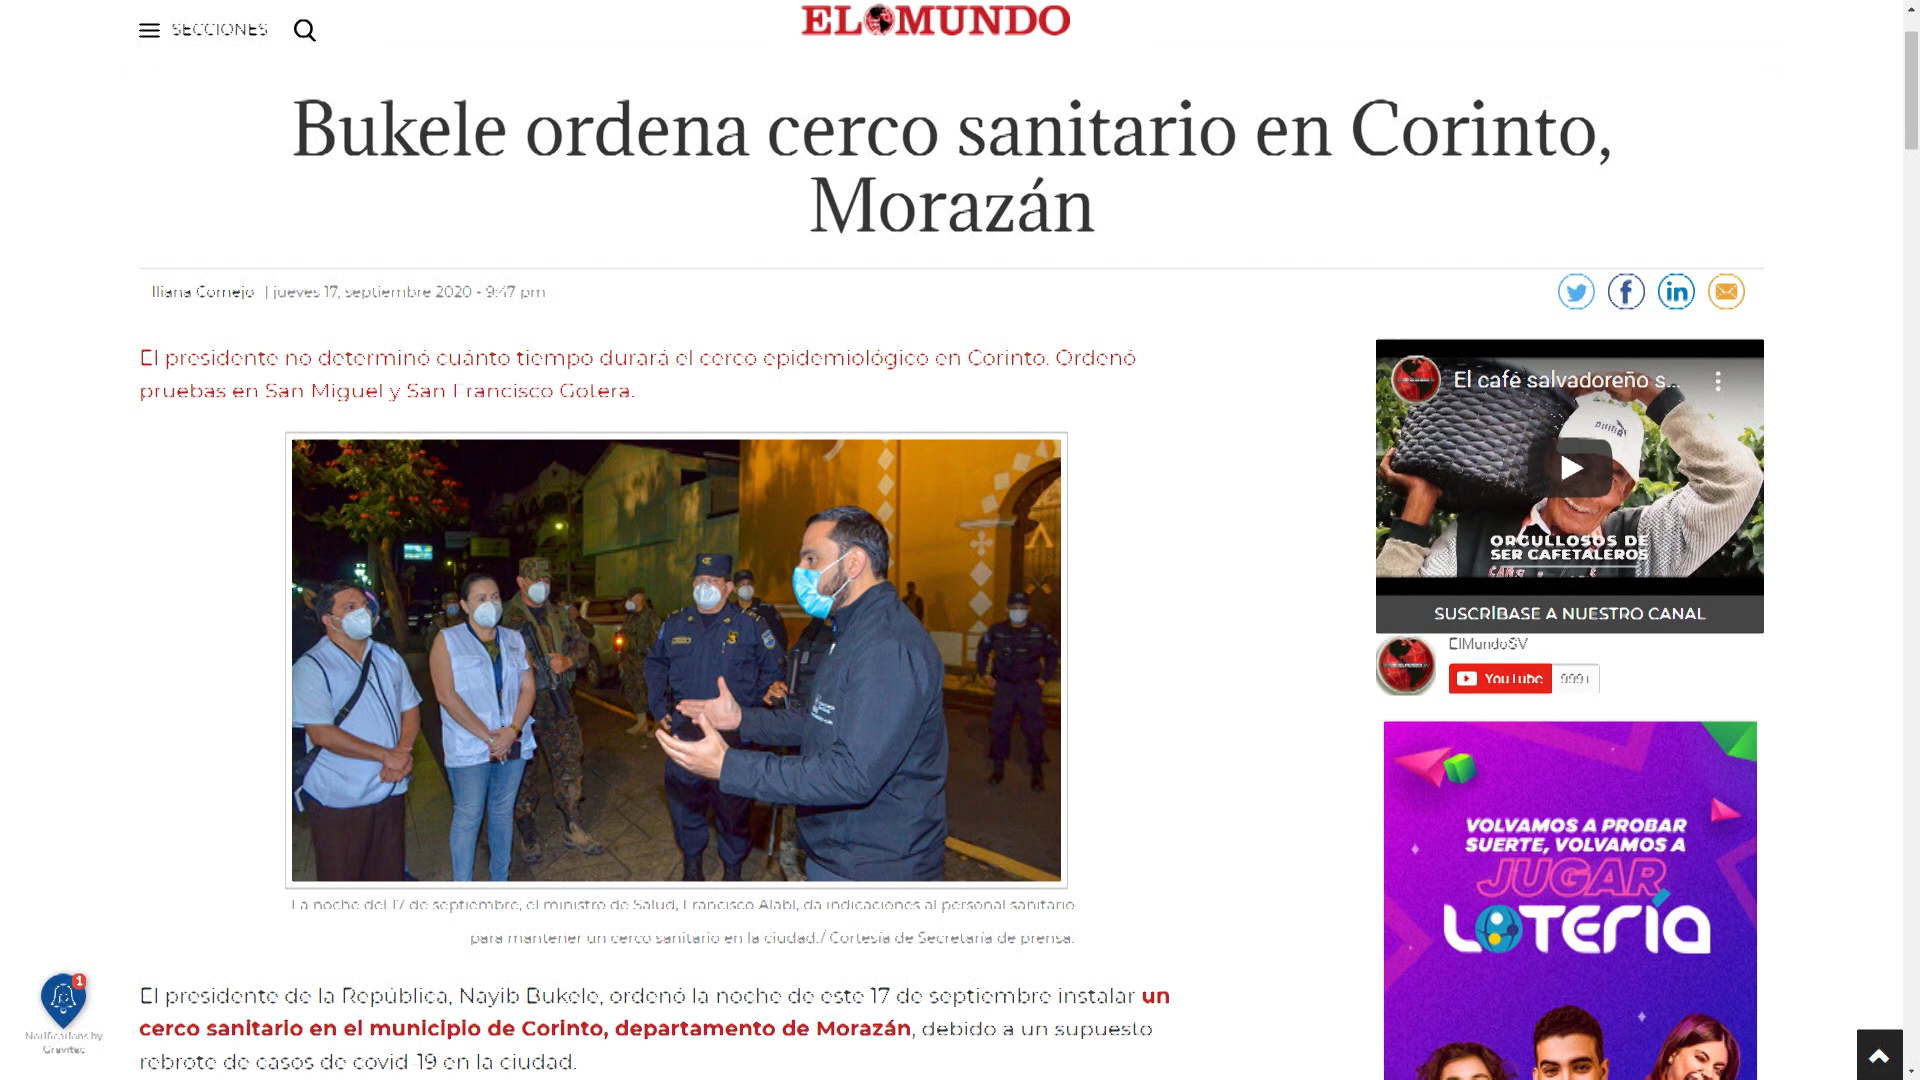 SECCIONES
EL MUNDO
Bukele ordena cerco sanitario en Corinto,
Morazán
Iliana Cornejo | jueves 17, septiembre 2020 - 9:47 pm
El presidente no determinó cuánto tiempo durará el cerco epidemiológico en Corinto. Ordenó
pruebas en San Miguel y San Francisco Gotera.
La noche del 17 de septiembre, el ministro de Salud, Francisco Alabí, da indicaciones al personal sanitario
para mantener un cerco sanitario en la ciudad./ Cortesía de Secretaría de prensa.
El presidente de la República, Nayib Bukele, ordenó la noche de este 17 de septiembre instalar un
cerco sanitario en el municipio de Corinto, departamento de Morazán, debido a un supuesto
rebrote de casos de covid-19 en la ciudad.
El café salvadoreño s...
ORGULLOSOS DE
SER CAFETALEROS
SUSCRÍBASE A NUESTRO CANAL
ElMundoSV
YouTube 999+
VOLVAMOS A PROBAR
SUERTE, VOLVAMOS A
JUGAR
LOTERÍA
1
Notifications by
Gravitec